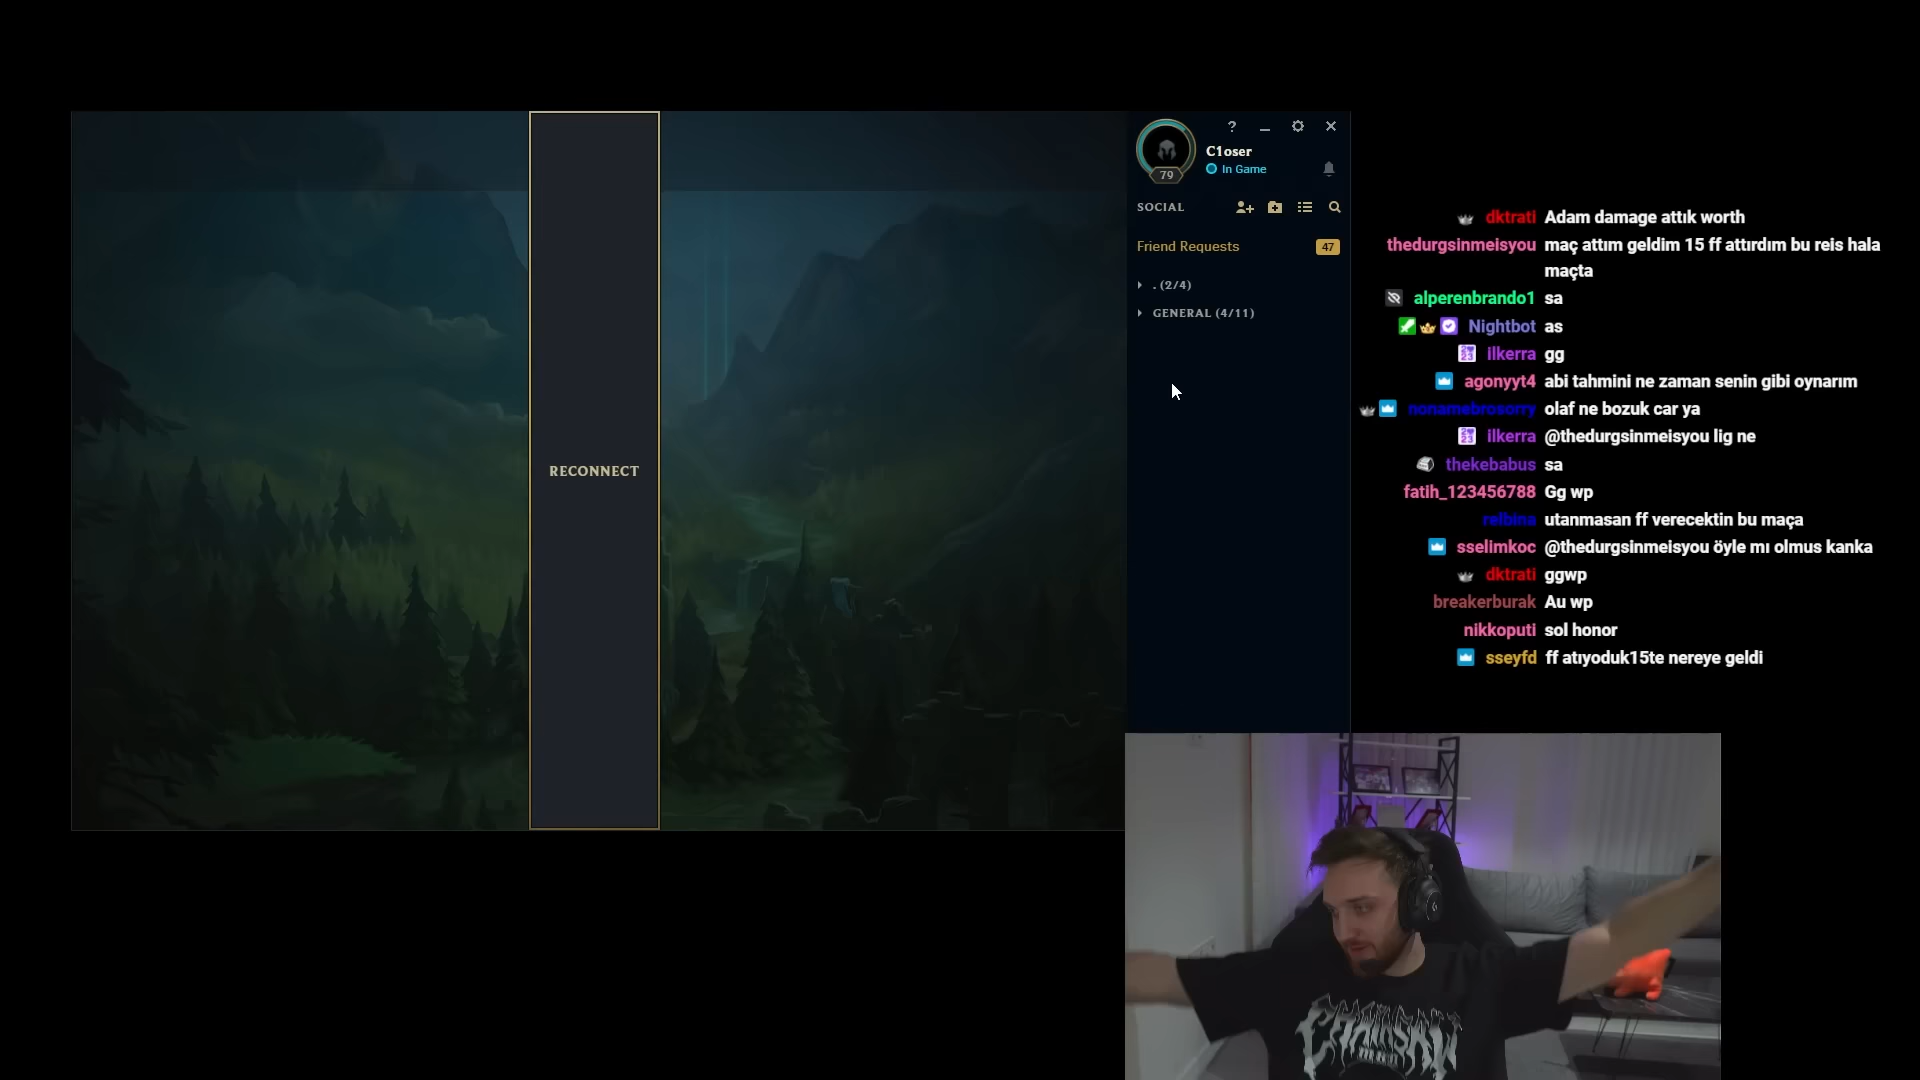 ?
C1oser
In Game
79
SOCIAL
Friend Requests 47
. (2/4)
GENERAL (4/11)
RECONNECT
dktrati Adam damage attık worth
thedurgsinmeisyou maç attım geldim 15 ff attırdım bu reis hala
maçta
alperenbrando1 sa
Nightbot as
ilkerra gg
agonyyt4 abi tahmini ne zaman senin gibi oynarım
nonamebrosorry olaf ne bozuk car ya
ilkerra @thedurgsinmeisyou lig ne
thekebabus sa
fatih_123456788 Gg wp
relbina utanmasan ff verecektin bu maça
sselimkoc @thedurgsinmeisyou öyle mı olmus kanka
dktrati ggwp
breakerburak Au wp
nikkoputi sol honor
sseyfd ff atıyoduk15te nereye geldi
CHAINSAW
MAN